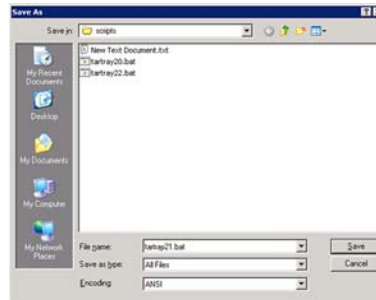 Save As
Save in: scripts
New Text Document.txt
tartray20.bat
tartray22.bat
My Recent
Documents
Desktop
My Documents
My Computer
My Network
Places
File name: tartray21.bat Save
Save as type: All Files Cancel
Encoding: ANSI